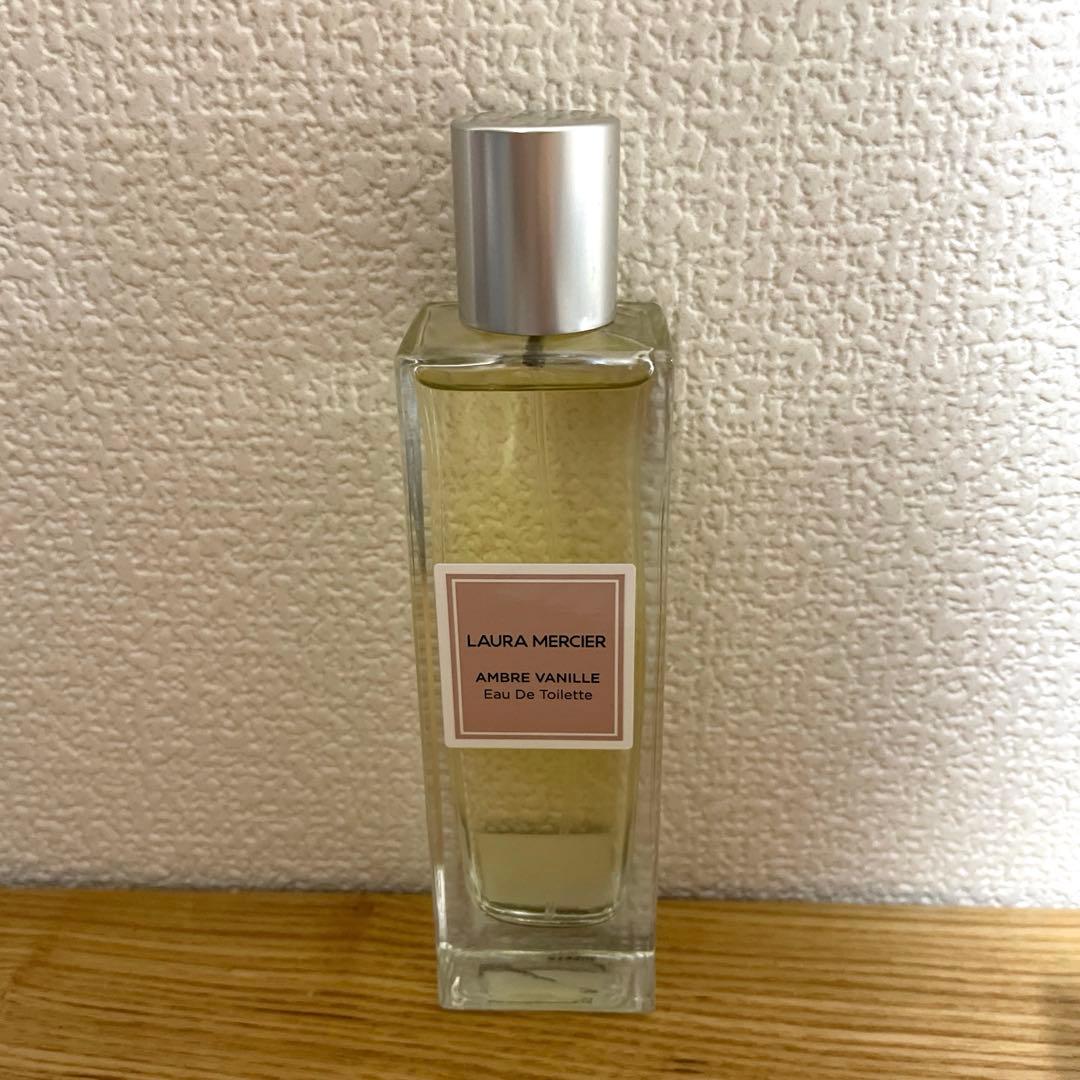 LAURA MERCIER
AMBRE VANILLE
Eau De Toilette